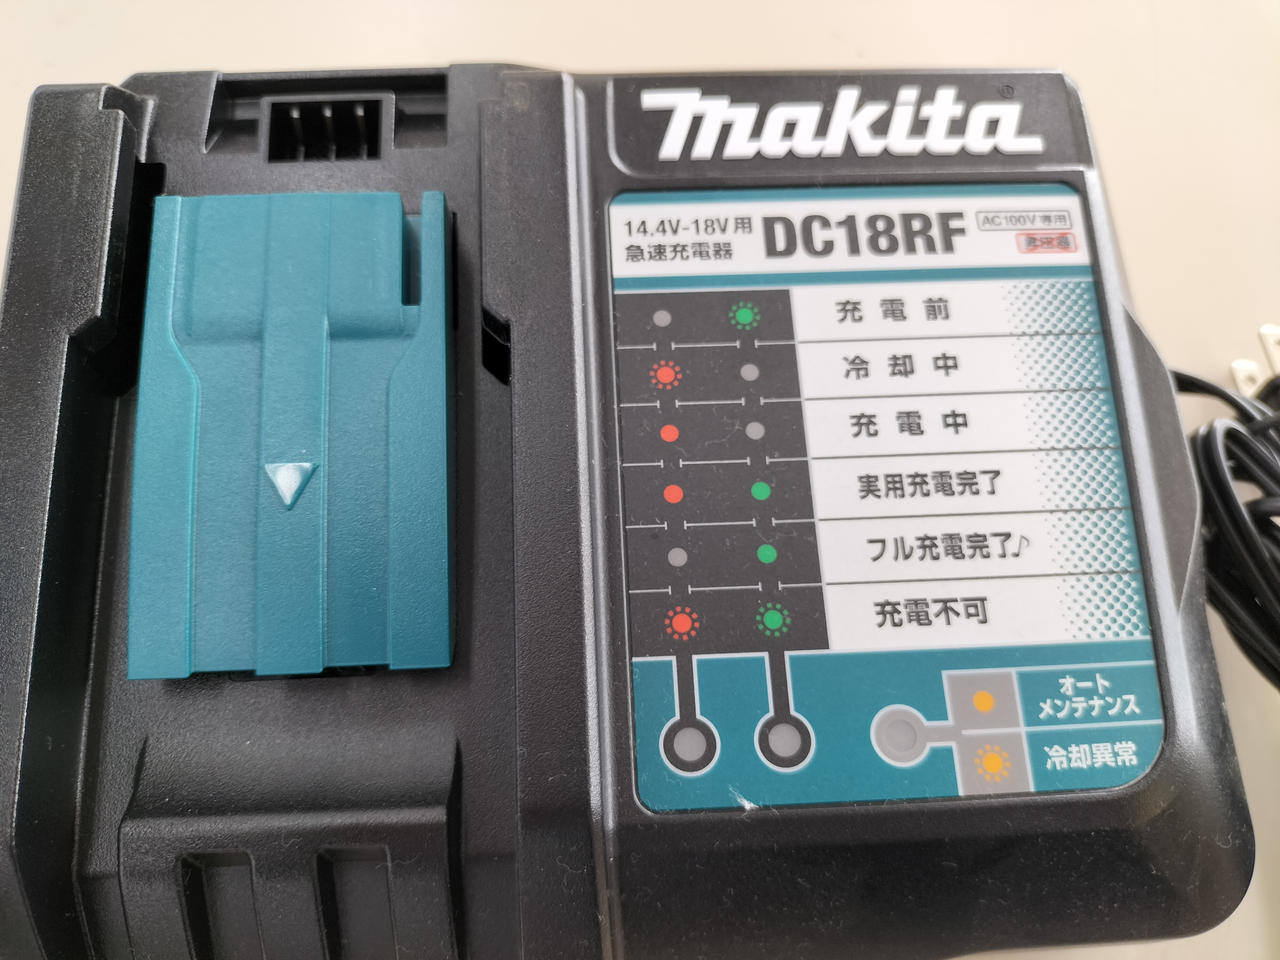 makita
14.4V-18V用
急速充電器
DC18RF
AC100V専用
昇圧器
充電前
冷却中
充電中
実用充電完了
フル充電完了♪
充電不可
オート
メンテナンス
冷却異常